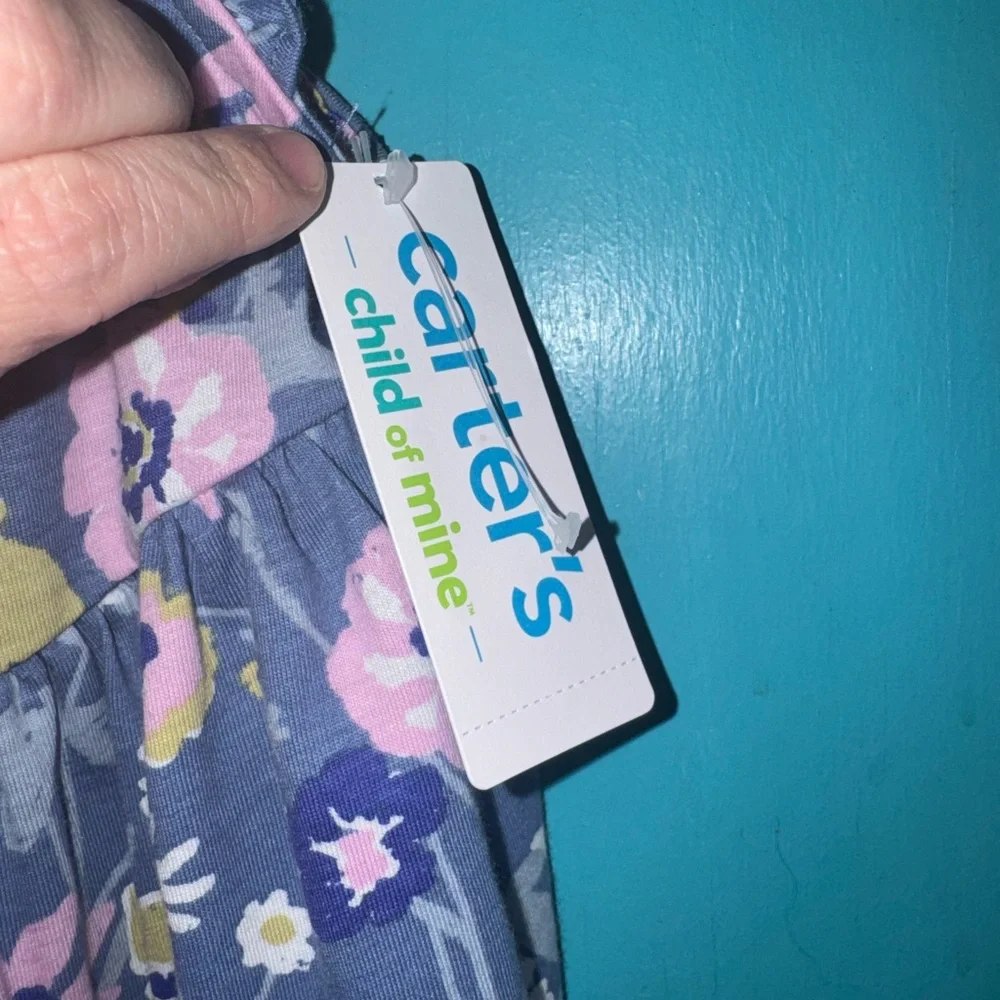 carter's
— child of mine™ —